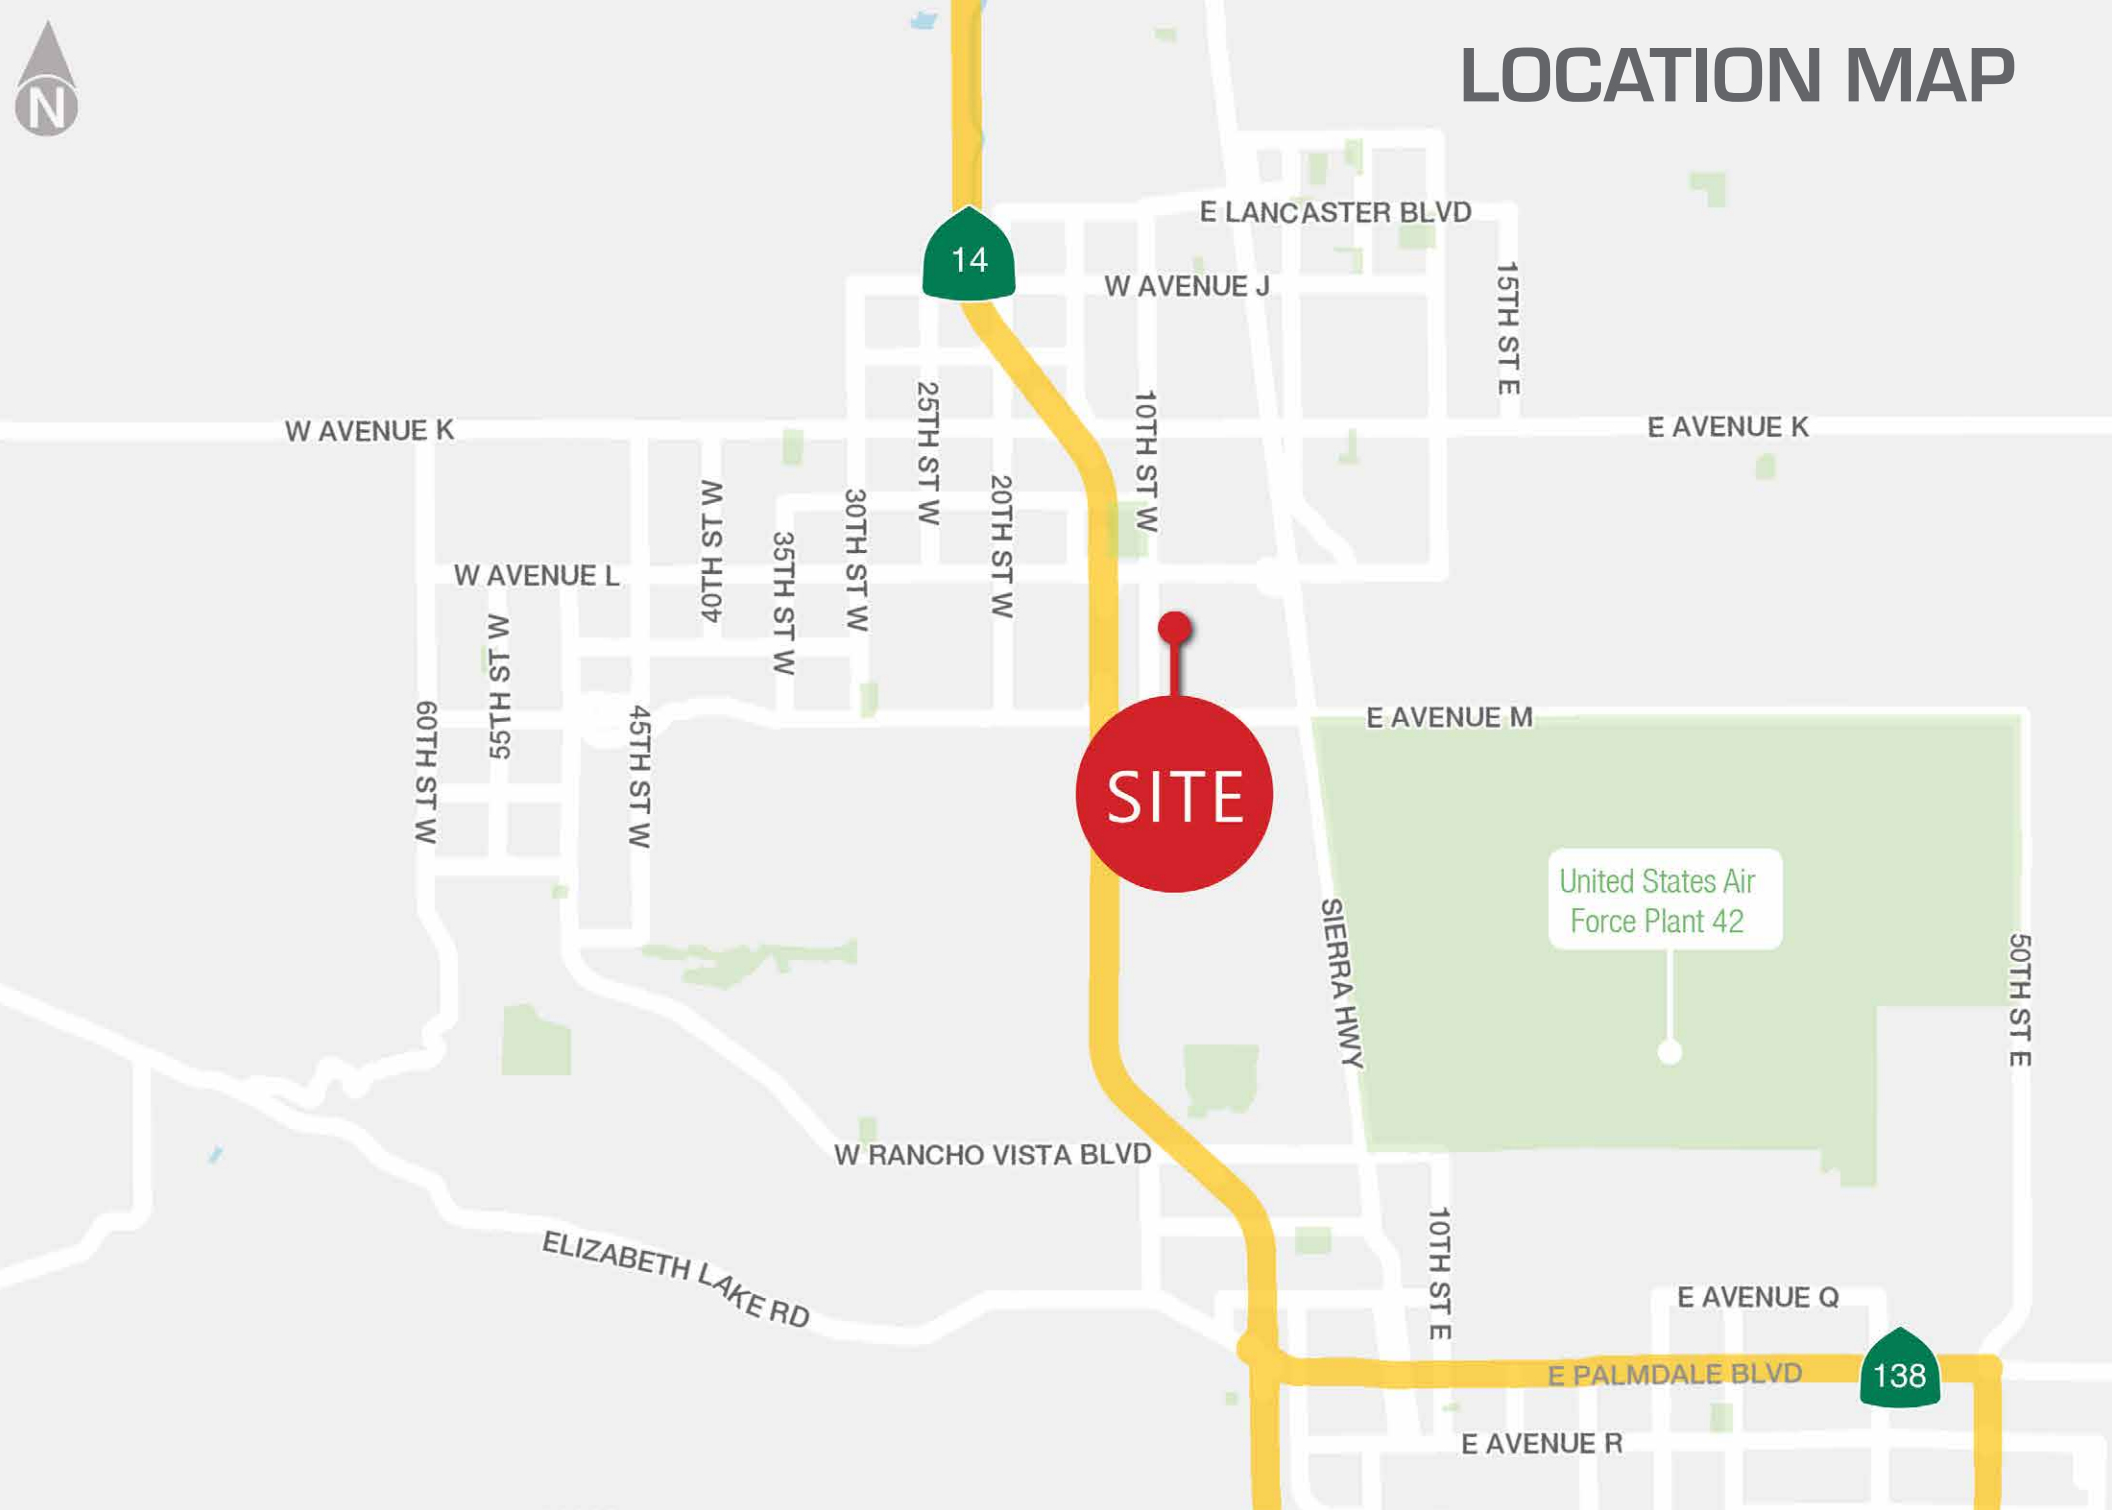 LOCATION MAP
N
E LANCASTER BLVD
14
W AVENUE J
15TH ST E
W AVENUE K
25TH ST W
10TH ST W
E AVENUE K
40TH ST W
30TH ST W
20TH ST W
35TH ST W
W AVENUE L
55TH ST W
60TH ST W
45TH ST W
E AVENUE M
SITE
United States Air
Force Plant 42
SIERRA HWY
50TH ST E
W RANCHO VISTA BLVD
10TH ST E
ELIZABETH LAKE RD
E AVENUE Q
E PALMDALE BLVD
138
E AVENUE R